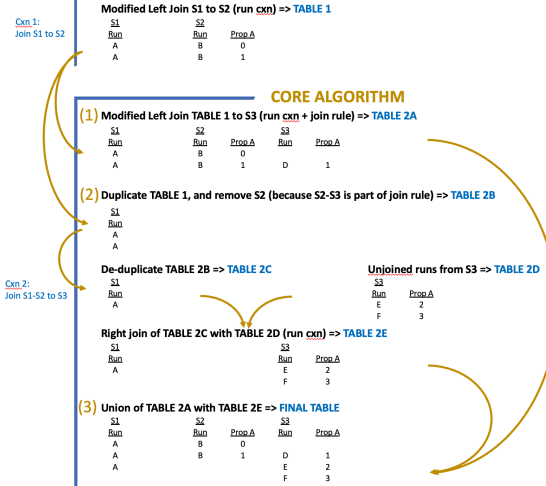 Modified Left Join S1 to S2 (run cxn) => TABLE 1
Cxn 1:
Join S1 to S2
S1 S2
Run Run Prop A
A B 0
A B 1
CORE ALGORITHM
(1) Modified Left Join TABLE 1 to S3 (run cxn + join rule) => TABLE 2A
S1 S2 S3
Run Run Prop A Run Prop A
A B 0
A B 1 D 1
(2) Duplicate TABLE 1, and remove S2 (because S2-S3 is part of join rule) => TABLE 2B
S1
Run
A
A
Cxn 2:
Join S1-S2 to S3
De-duplicate TABLE 2B => TABLE 2C
S1
Run
A
Unjoined runs from S3 => TABLE 2D
S3
Run Prop A
E 2
F 3
Right join of TABLE 2C with TABLE 2D (run cxn) => TABLE 2E
S1 S3
Run Run Prop A
A E 2
F 3
(3) Union of TABLE 2A with TABLE 2E => FINAL TABLE
S1 S2 S3
Run Run Prop A Run Prop A
A B 0
A B 1 D 1
A E 2
F 3